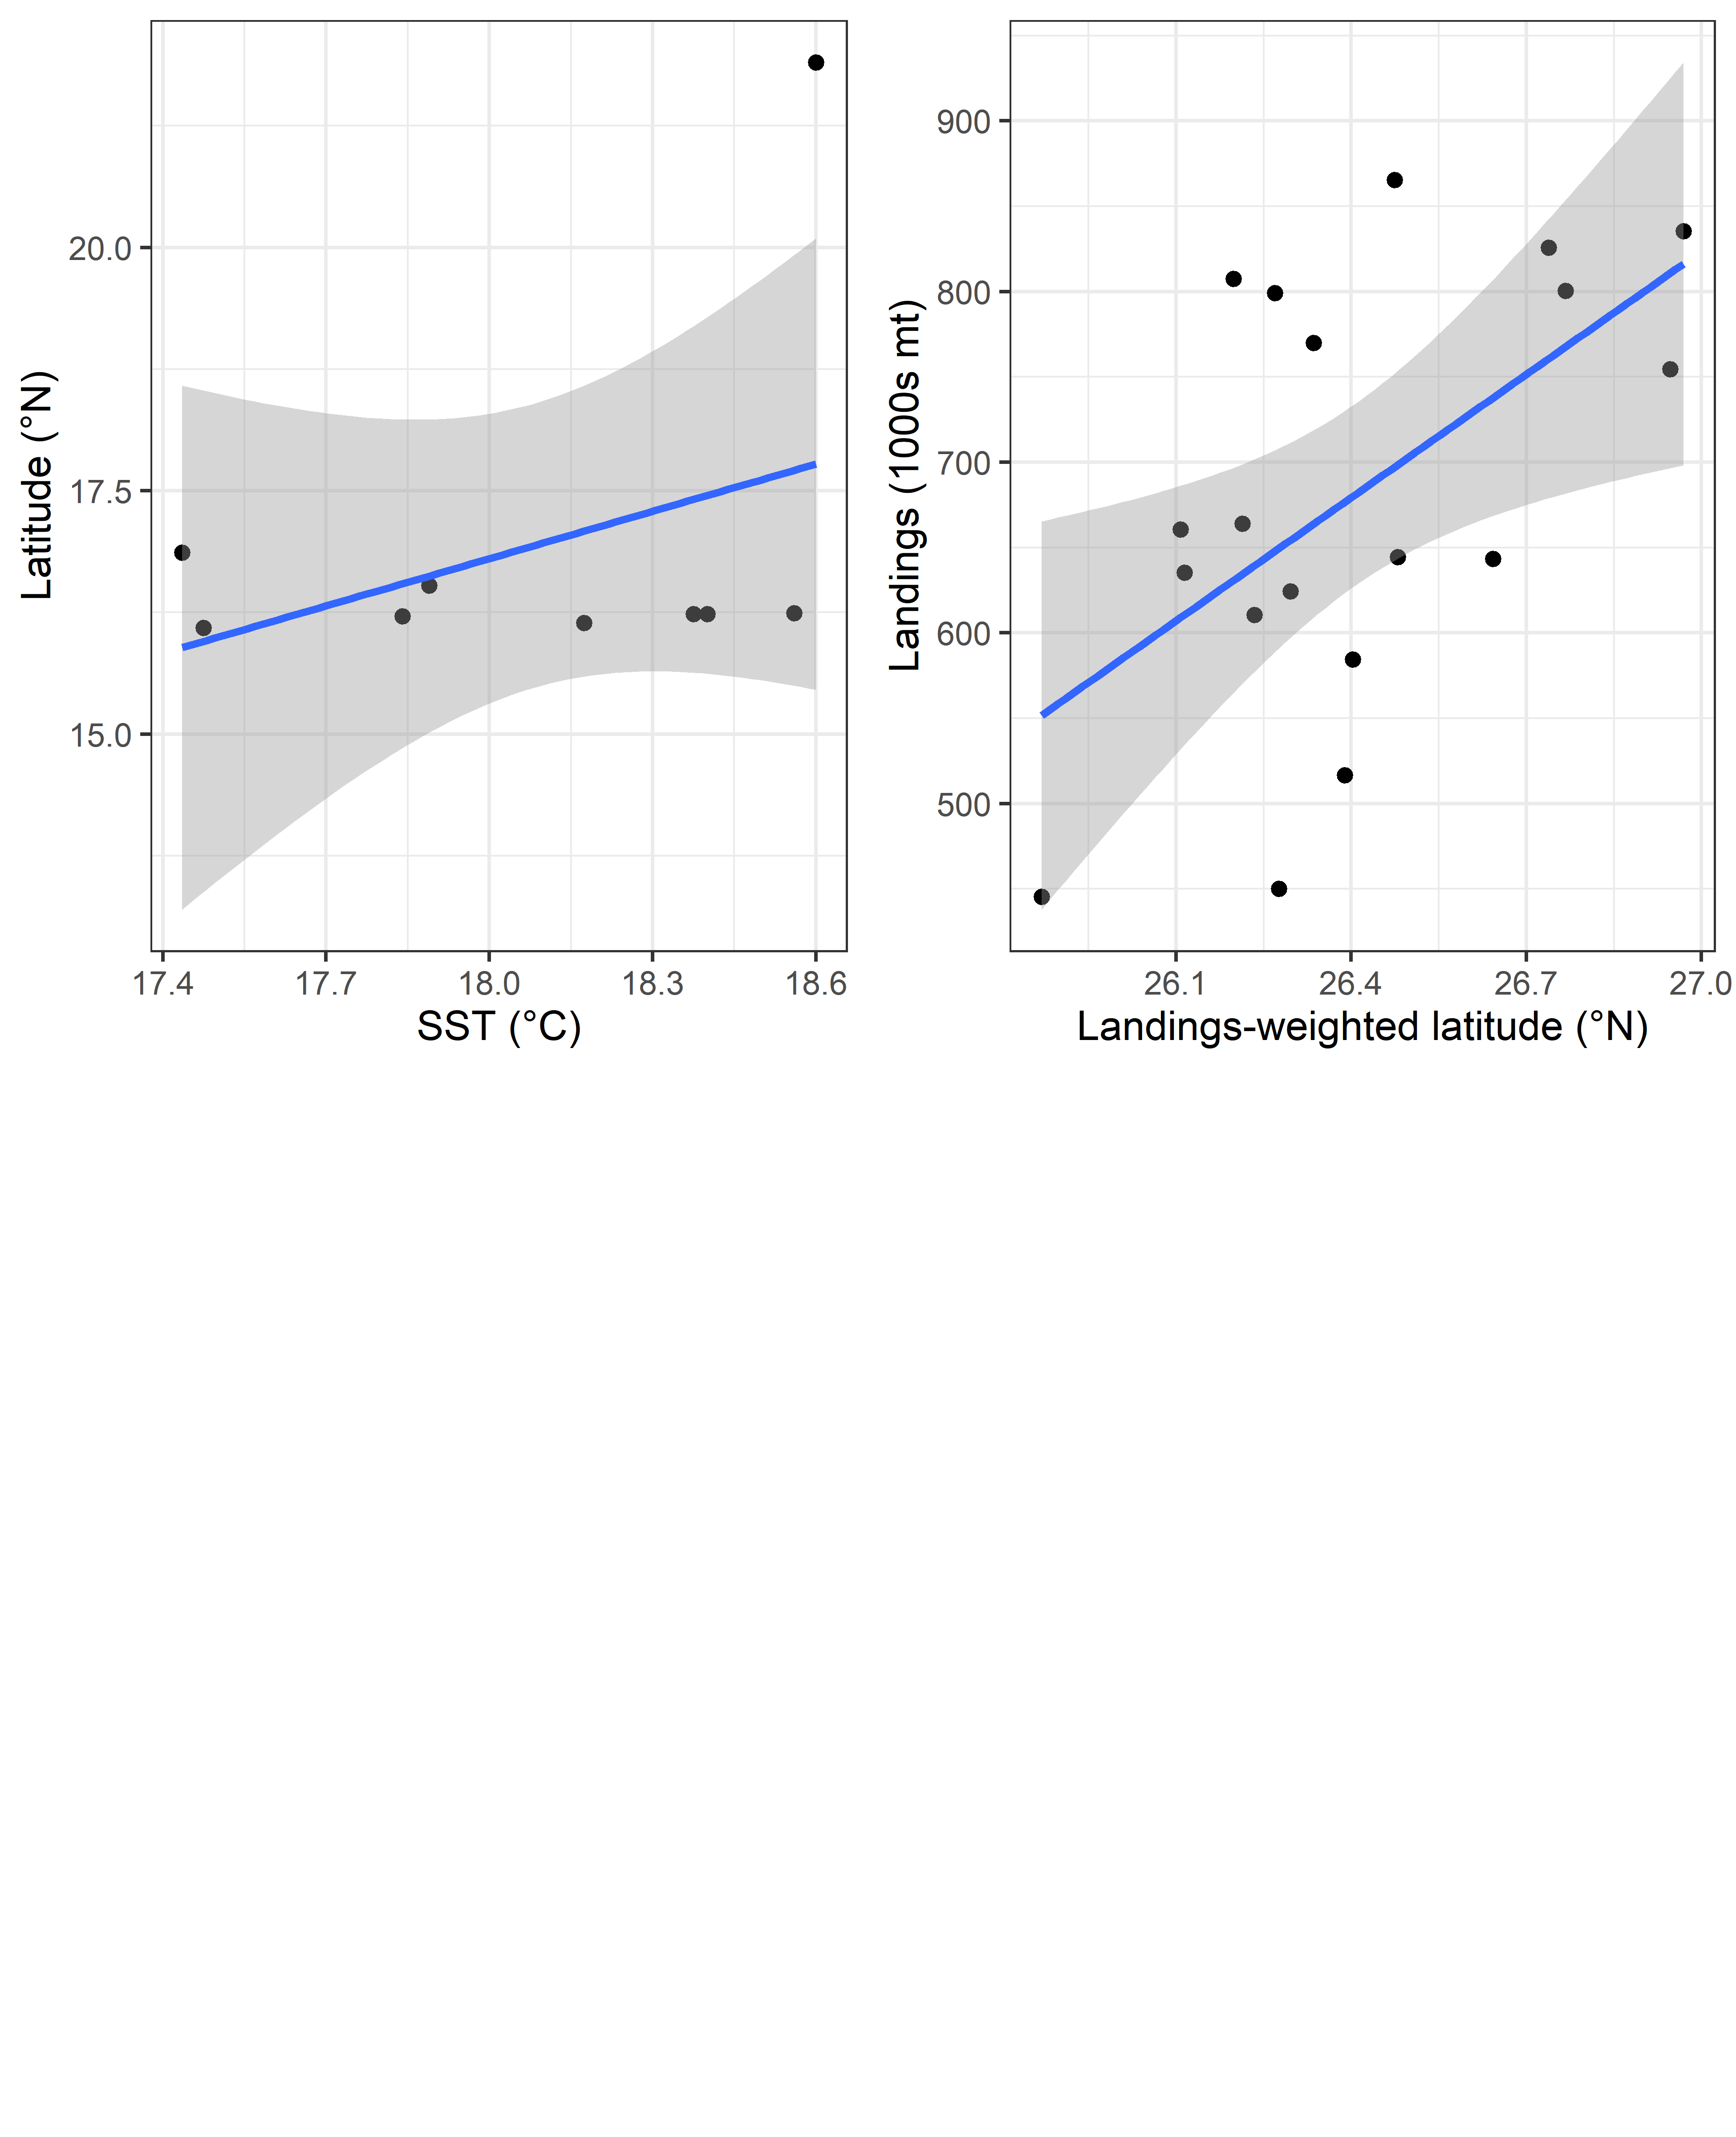 Latitude (°N)
20.0
17.5
15.0
17.4 17.7 18.0 18.3 18.6
SST (°C)
Landings (1000s mt)
900
800
700
600
500
26.1 26.4 26.7 27.0
Landings-weighted latitude (°N)